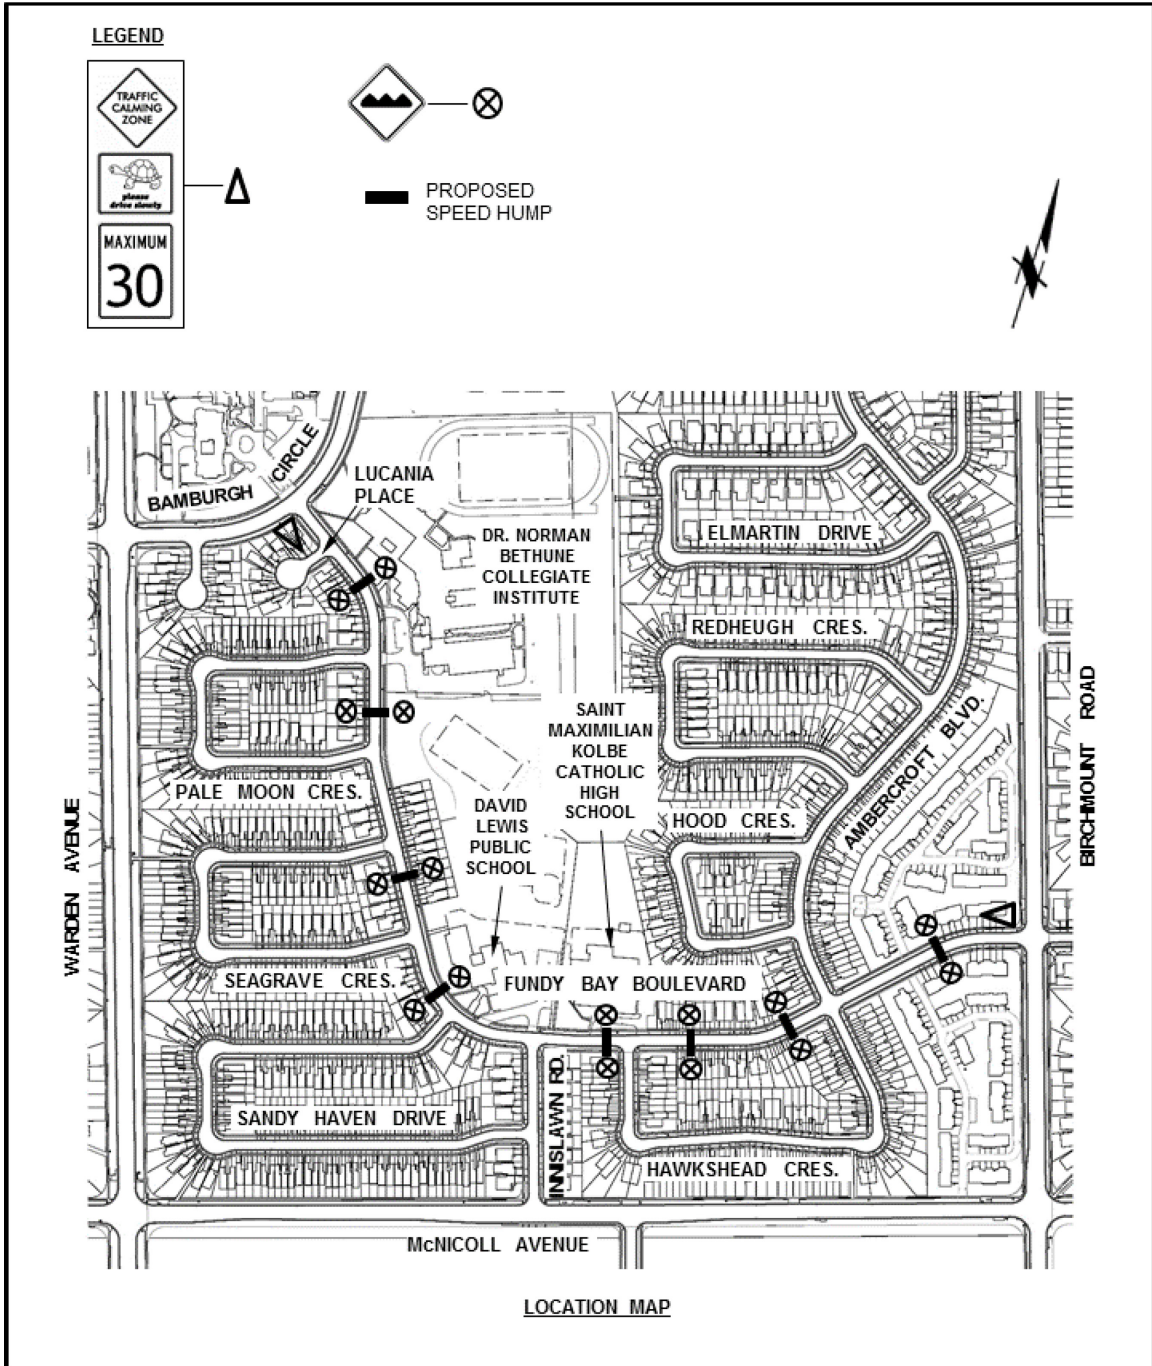 LEGEND
TRAFFIC
CALMING
ZONE
please
drive slowly
MAXIMUM
30
PROPOSED
SPEED HUMP
BAMBURGH CIRCLE
LUCANIA
PLACE
DR. NORMAN
BETHUNE
COLLEGIATE
INSTITUTE
ELMARTIN DRIVE
REDHEUGH CRES.
SAINT
MAXIMILIAN
KOLBE
CATHOLIC
HIGH
SCHOOL
AMBERCROFT BLVD.
BIRCHMOUNT ROAD
PALE MOON CRES.
DAVID
LEWIS
PUBLIC
SCHOOL
HOOD CRES.
WARDEN AVENUE
SEAGRAVE CRES.
FUNDY BAY BOULEVARD
INNISLAWN RD.
SANDY HAVEN DRIVE
HAWKSHEAD CRES.
McNICOLL AVENUE
LOCATION MAP